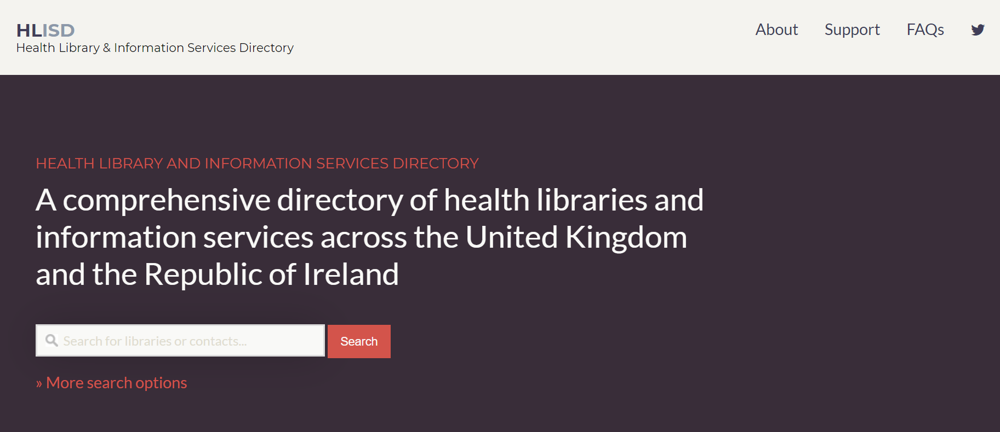 HLISD
Health Library & Information Services Directory
About
Support
FAQs
HEALTH LIBRARY AND INFORMATION SERVICES DIRECTORY
A comprehensive directory of health libraries and
information services across the United Kingdom
and the Republic of Ireland
Search for libraries or contacts...
Search
» More search options